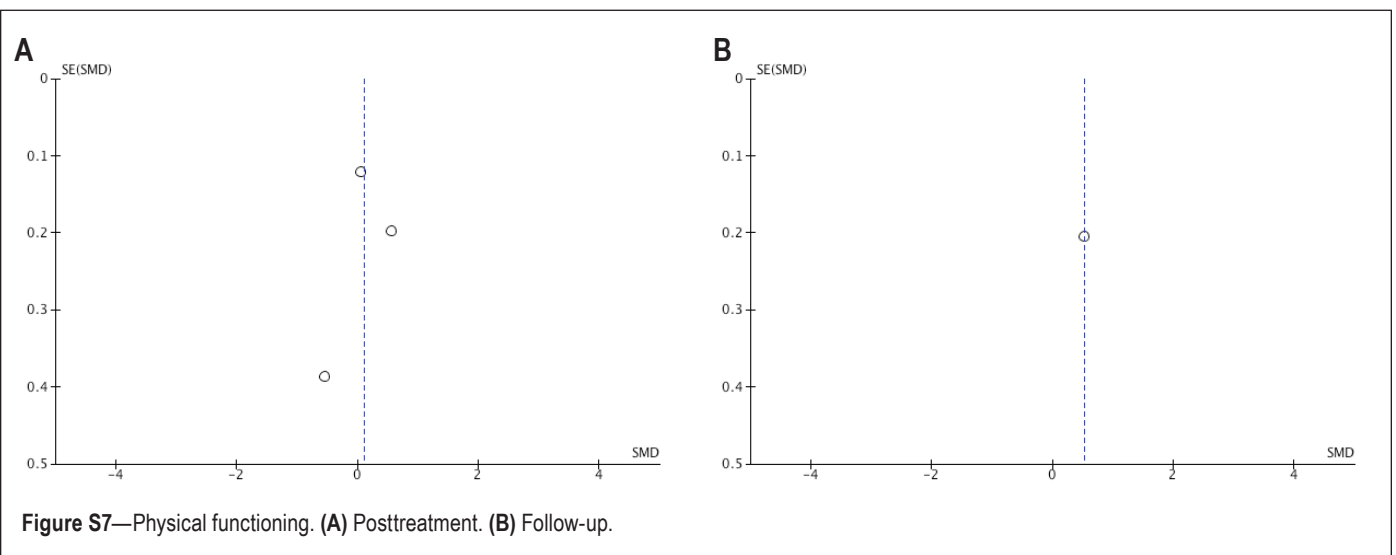 A
SE(SMD)
0
0.1
0.2
0.3
0.4
0.5
SMD
-4 -2 0 2 4
B
SE(SMD)
0
0.1
0.2
0.3
0.4
0.5
SMD
-4 -2 0 2 4
Figure S7—Physical functioning. (A) Posttreatment. (B) Follow-up.